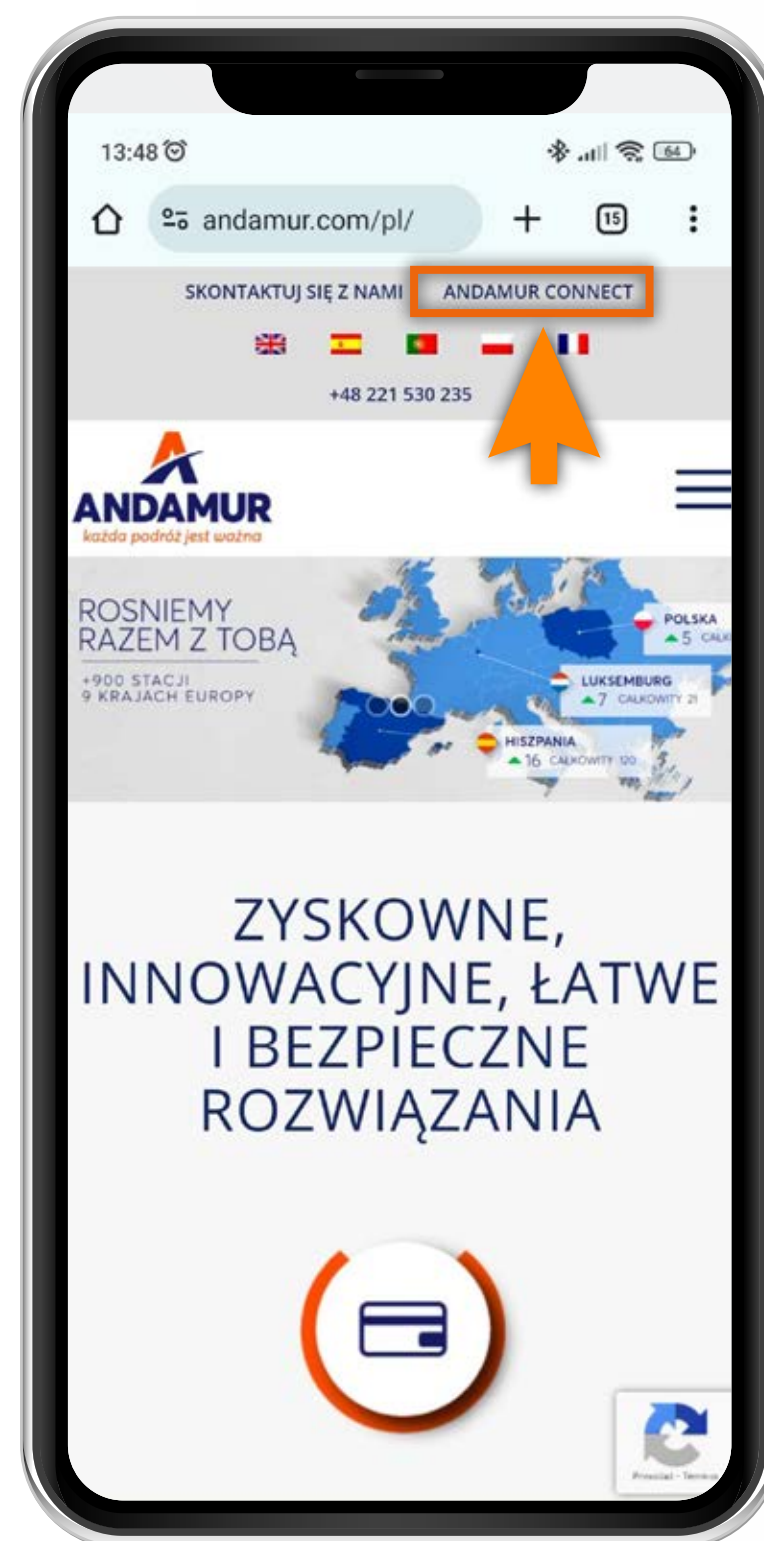 13:48
64
andamur.com/pl/
15
SKONTAKTUJ SIĘ Z NAMI
ANDAMUR CONNECT
+48 221 530 235
ANDAMUR
każda podróż jest ważna
ROSNIEMY
RAZEM Z TOBĄ
+900 STACJI
9 KRAJACH EUROPY
POLSKA
5
LUKSEMBURG
7 CAŁKOWITY 21
HISZPANIA
16 CAŁKOWITY 120
ZYSKOWNE,
INNOWACYJNE, ŁATWE
I BEZPIECZNE
ROZWIĄZANIA